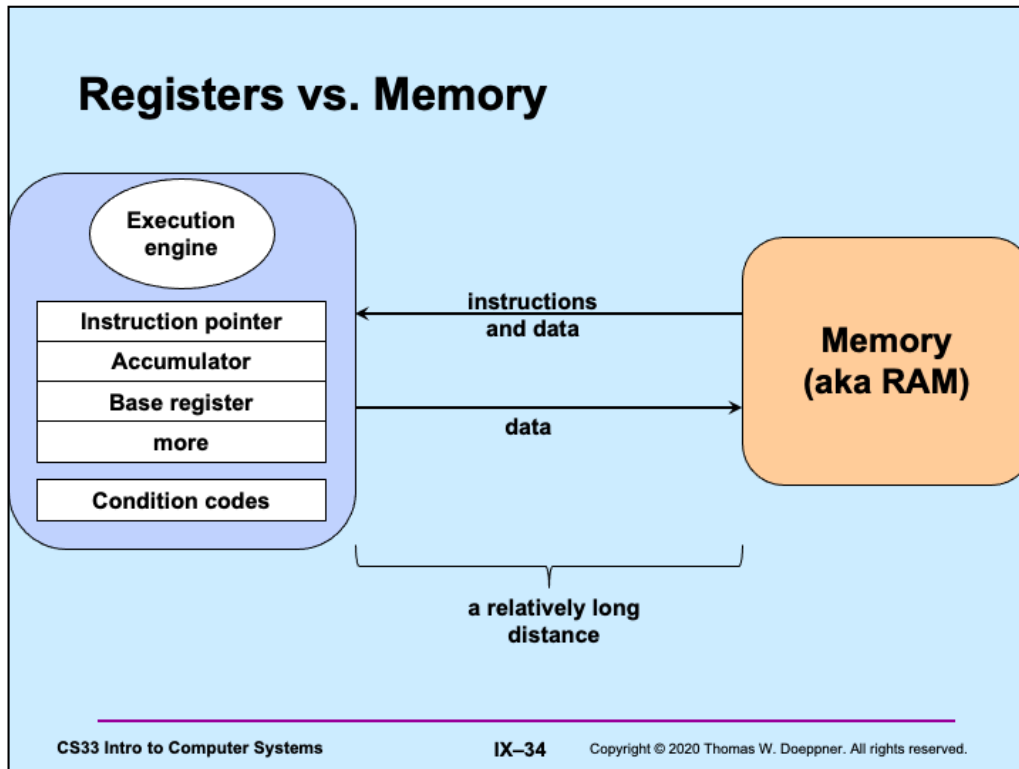 Registers vs. Memory
Execution
engine
Instruction pointer
Accumulator
Base register
more
Condition codes
instructions
and data
data
Memory
(aka RAM)
a relatively long
distance
CS33 Intro to Computer Systems
IX–34
Copyright © 2020 Thomas W. Doeppner. All rights reserved.